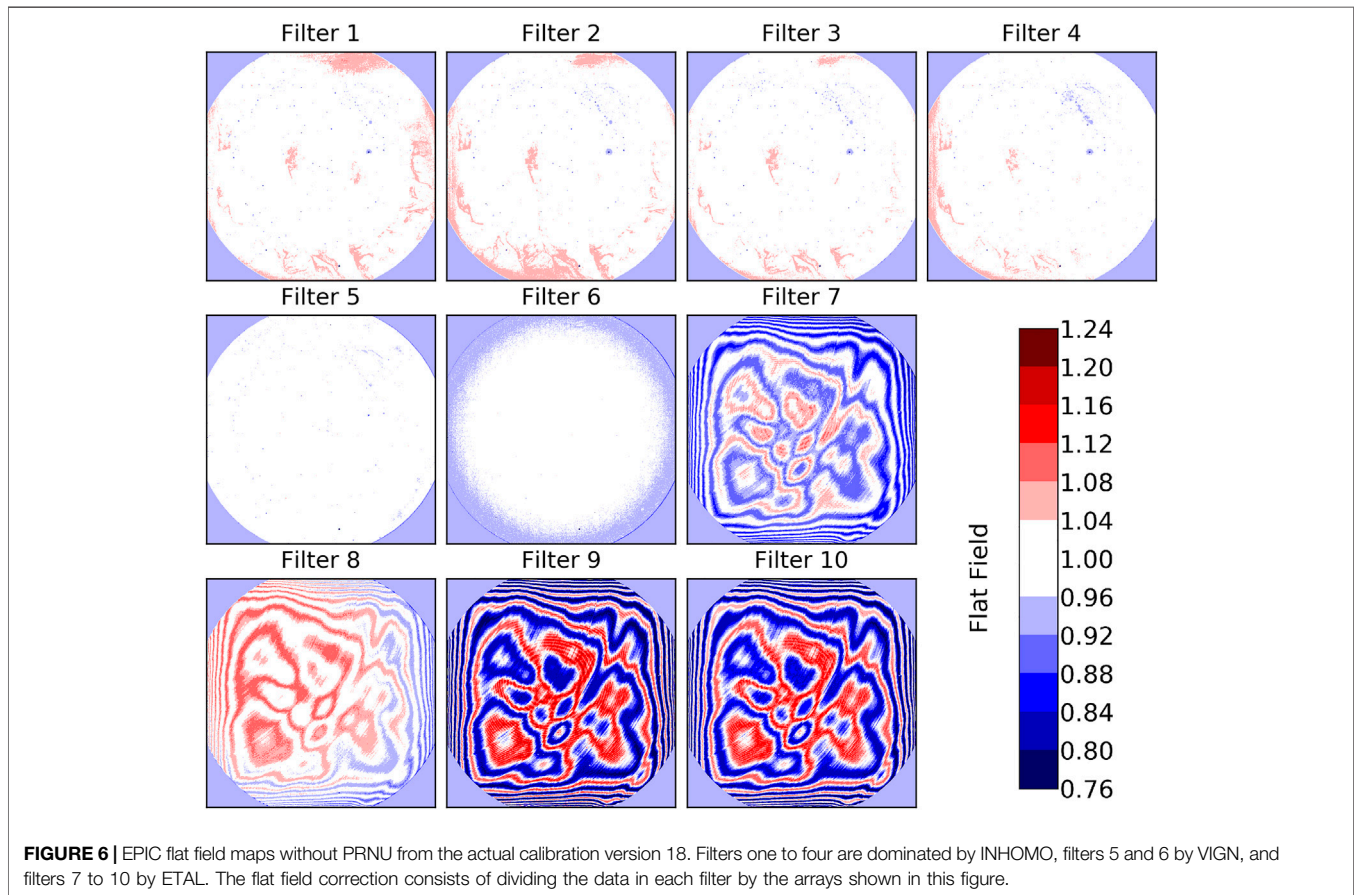 Filter 1
Filter 2
Filter 3
Filter 4
Filter 5
Filter 6
Filter 7
Filter 8
Filter 9
Filter 10
Flat Field
1.24
1.20
1.16
1.12
1.08
1.04
1.00
0.96
0.92
0.88
0.84
0.80
0.76
FIGURE 6 | EPIC flat field maps without PRNU from the actual calibration version 18. Filters one to four are dominated by INHOMO, filters 5 and 6 by VIGN, and
filters 7 to 10 by ETAL. The flat field correction consists of dividing the data in each filter by the arrays shown in this figure.